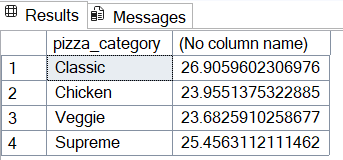 Results Messages
pizza_category (No column name)
1 Classic 26.9059602306976
2 Chicken 23.9551375322885
3 Veggie 23.6825910258677
4 Supreme 25.4563112111462